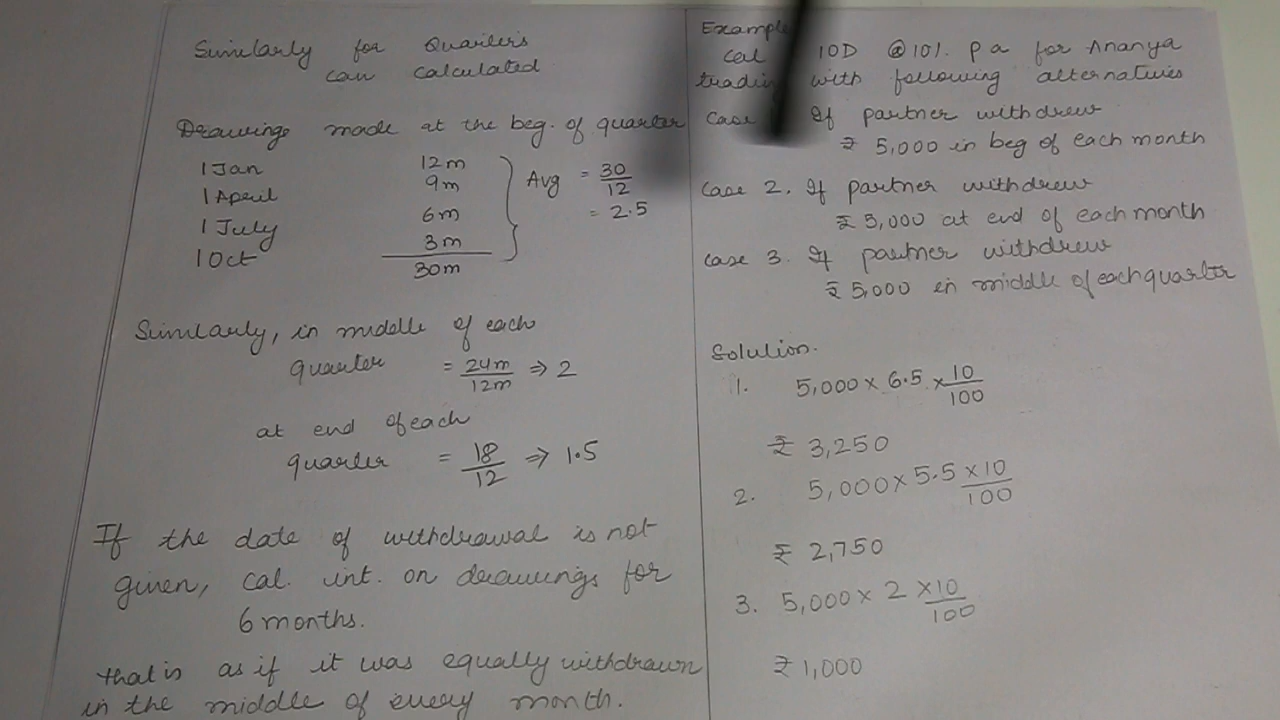 Similarly for Quarters
can calculated
Drawings made at the beg. of quarter
1 Jan 12m
1 April 9m
1 July 6m
1 Oct 3m
30m
Avg = 30/12
= 2.5
Similarly, in middle of each
quarter = 24m/12m ⇒ 2
at end of each
quarter = 18/12 ⇒ 1.5
If the date of withdrawal is not
given, cal. int. on drawings for
6 months.
that is as if it was equally withdrawn
in the middle of every month.
Example
Cal IOD @ 10%. p a for Ananya
trading with following alternatives
Case If partner withdrew
₹ 5,000 in beg of each month
Case 2. If partner withdrew
₹ 5,000 at end of each month
Case 3. If partner withdrew
₹ 5,000 in middle of each quarter
Solution.
1. 5,000 × 6.5 × 10/100
₹ 3,250
2. 5,000 × 5.5 × 10/100
₹ 2,750
3. 5,000 × 2 × 10/100
₹ 1,000